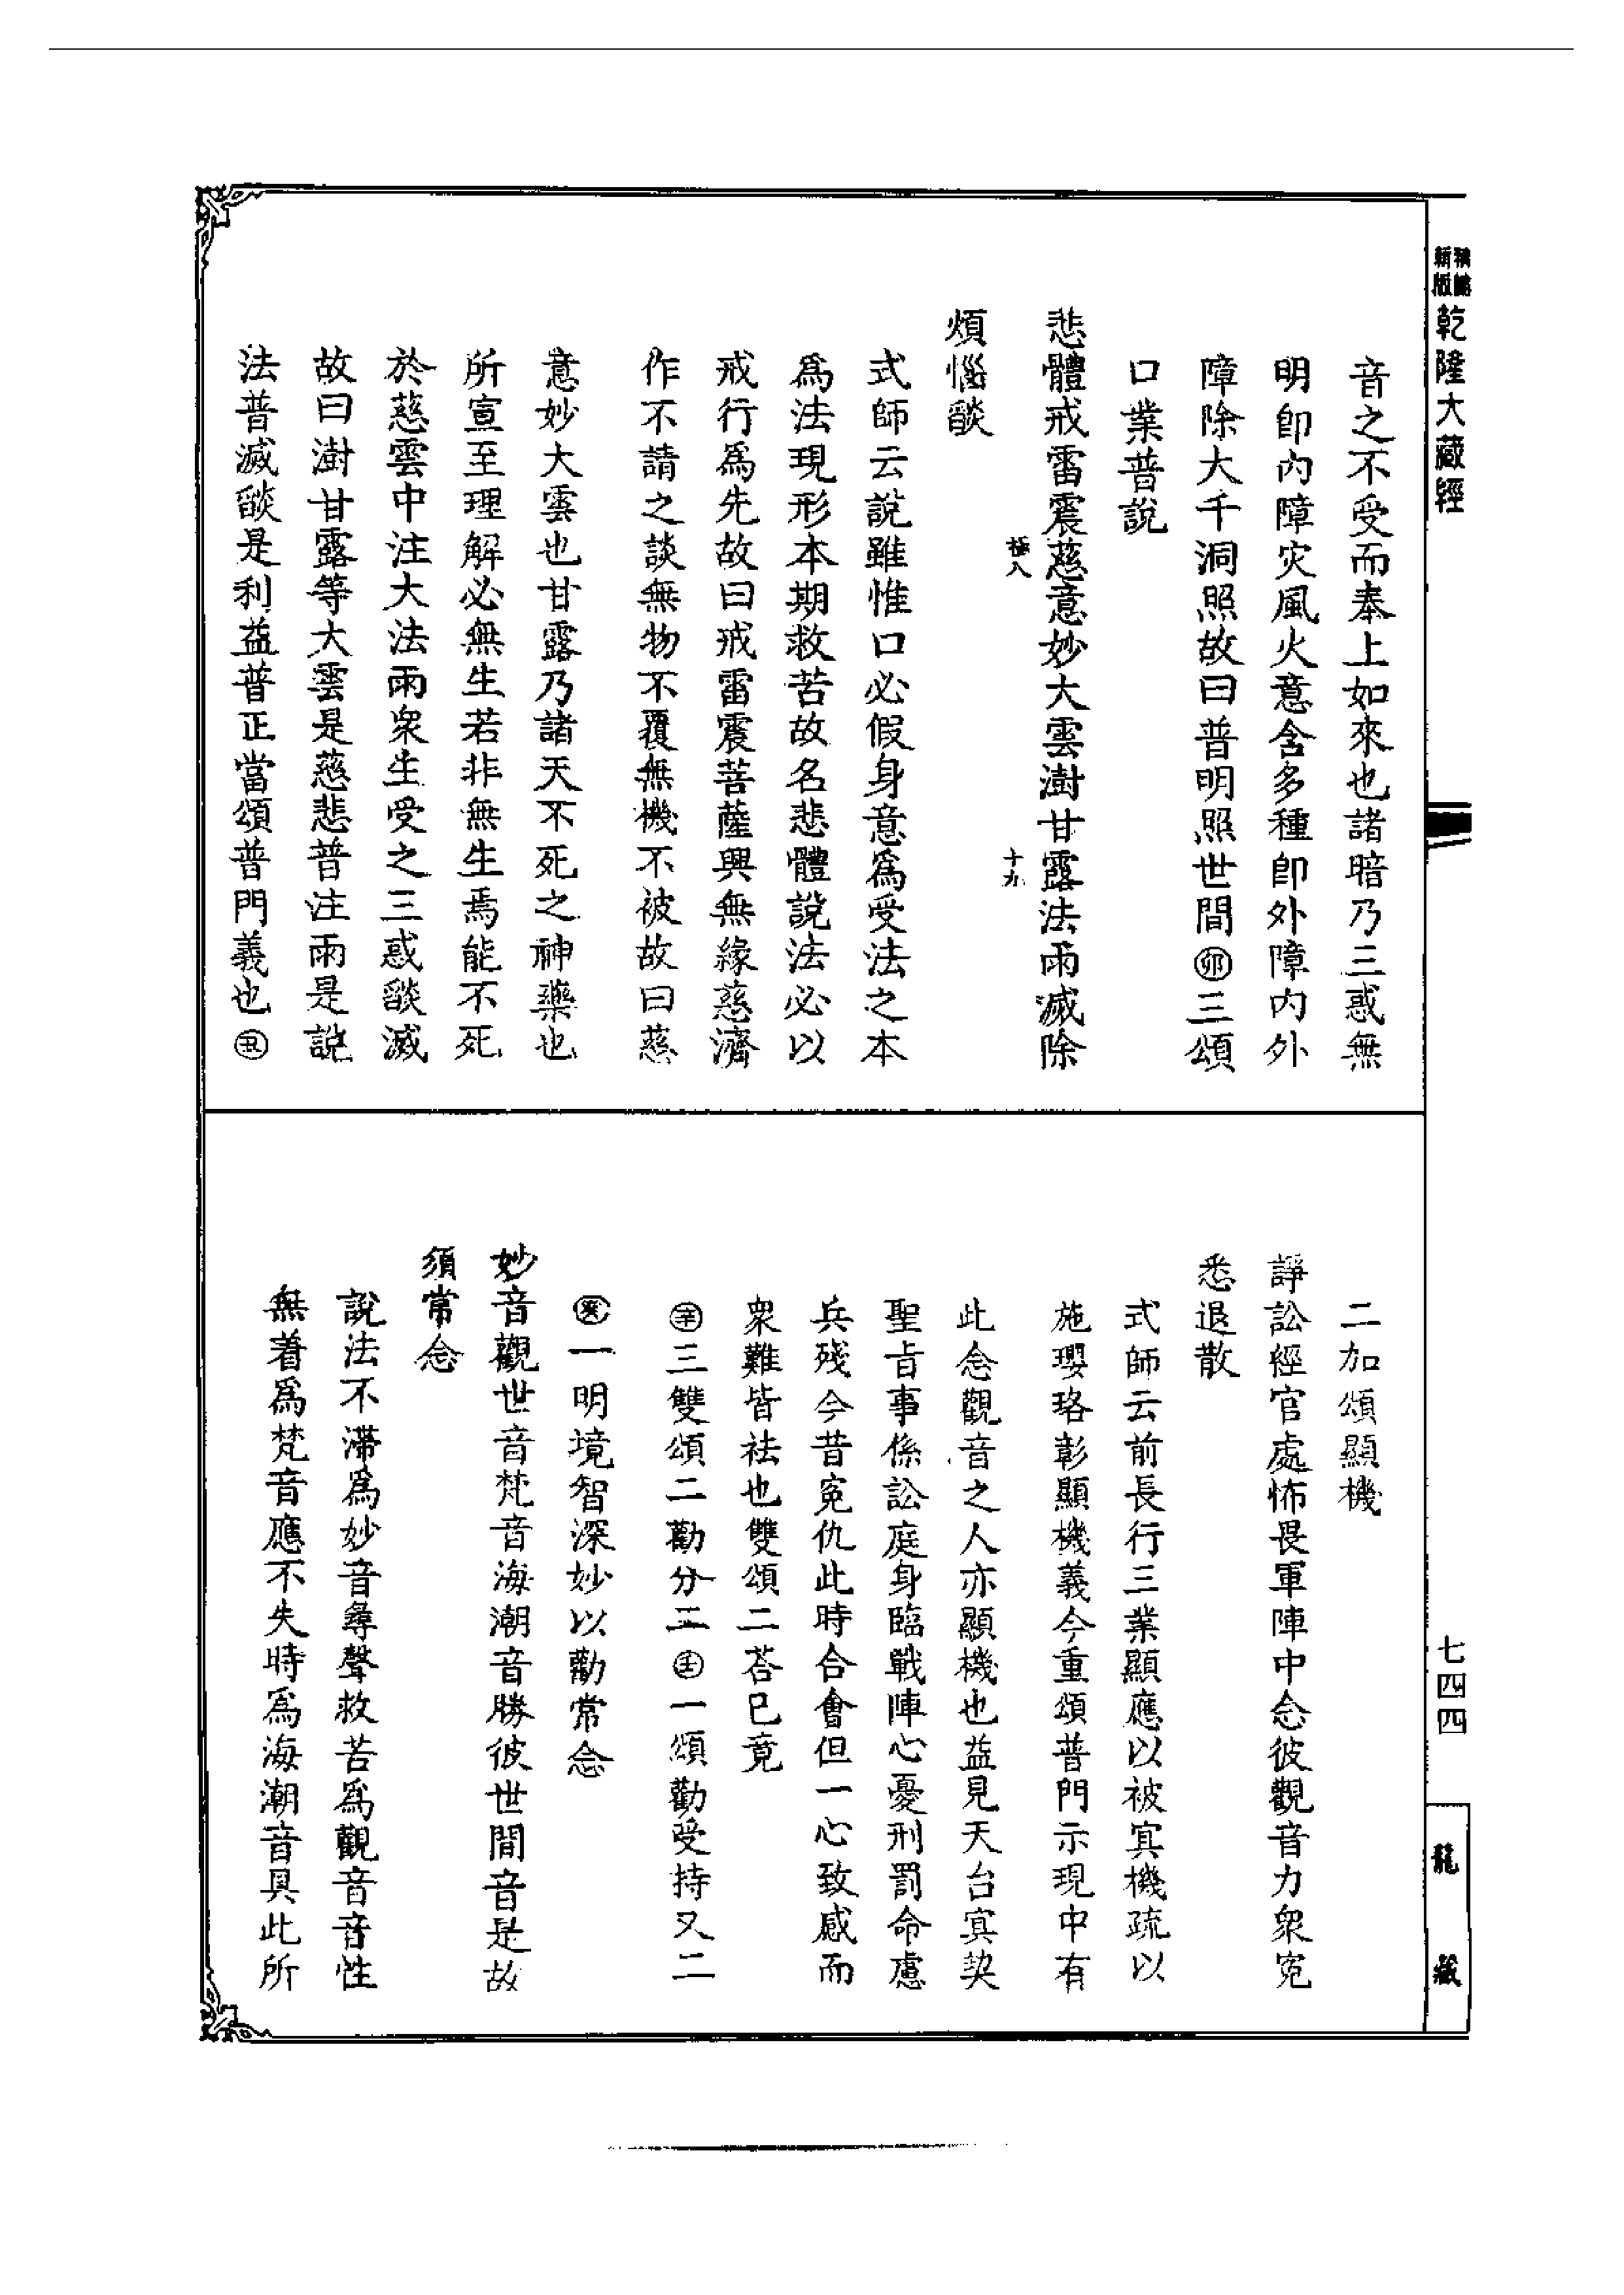 乾隆大藏經
音之不受而奉上如來也諸暗乃三惑無
明即內障灾風火意含多種即外障內外
障除大千洞照故曰普明照世間㊞三頌
口業普說
悲體戒雷震慈意妙大雲澍甘露法雨滅除
十九
煩惱燄
式師云說雖惟口必假身意爲受法之本
爲法現形本期救苦故名悲體說法必以
戒行爲先故曰戒雷震菩薩興無緣慈濟
作不請之談無物不覆無機不被故曰慈
意妙大雲也甘露乃諸天不死之神藥也
所宣至理解必無生若非無生焉能不死
於慈雲中注大法雨衆生受之三惑燄滅
故曰澍甘露等大雲是慈悲普注雨是說
法普滅燄是利益普正當頌普門義也丑
二加頌顯機
諍訟經官處怖畏軍陣中念彼觀音力衆寃
悉退散
式師云前長行三業顯應以被㝠機疏以
施瓔珞彰顯機義今重頌普門示現中有
此念觀音之人亦顯機也益見天台㝠契
聖旨事係訟庭身臨戰陣心憂刑罰命慮
兵殘今昔寃仇此時合會但一心致感而
衆難皆祛也雙頌二荅已竟
辛三雙頌二勸分二壬一頌勸受持又二
癸一明境智深妙以勸常念
妙音觀世音梵音海潮音勝彼世間音是故
須常念
說法不滯爲妙音尋聲救苦爲觀音音性
無着爲梵音應不失時爲海潮音具此所
七四四
龍藏